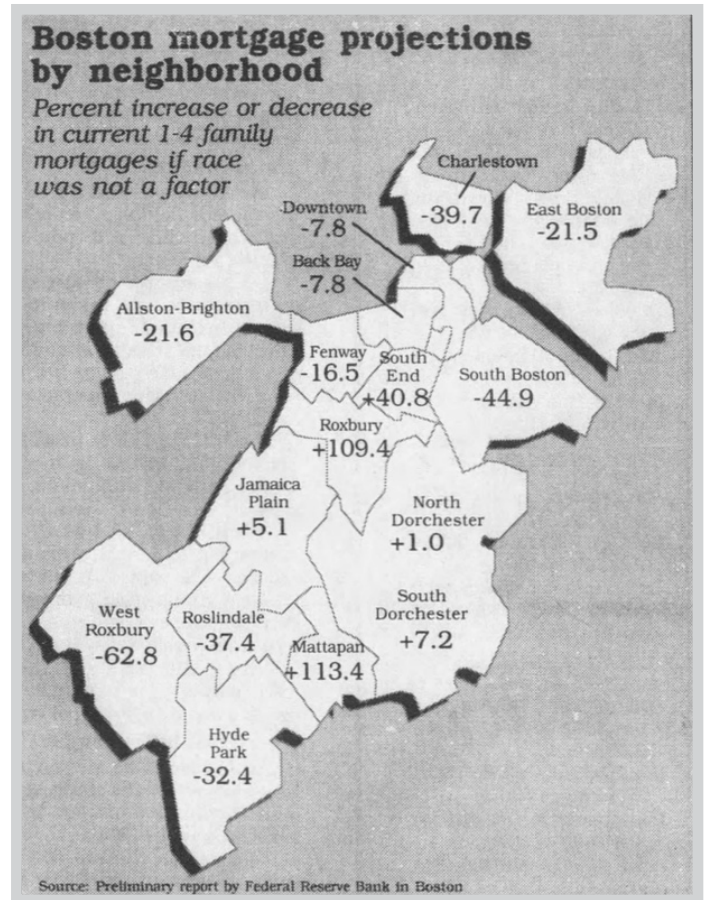 Boston mortgage projections
by neighborhood
Percent increase or decrease
in current 1-4 family
mortgages if race
was not a factor
Charlestown
-39.7
East Boston
-21.5
Downtown
-7.8
Back Bay
-7.8
Allston-Brighton
-21.6
Fenway
-16.5
South
End
+40.8
South Boston
-44.9
Roxbury
+109.4
Jamaica
Plain
+5.1
North
Dorchester
+1.0
South
Dorchester
+7.2
West
Roxbury
-62.8
Roslindale
-37.4
Mattapan
+113.4
Hyde
Park
-32.4
Source: Preliminary report by Federal Reserve Bank in Boston